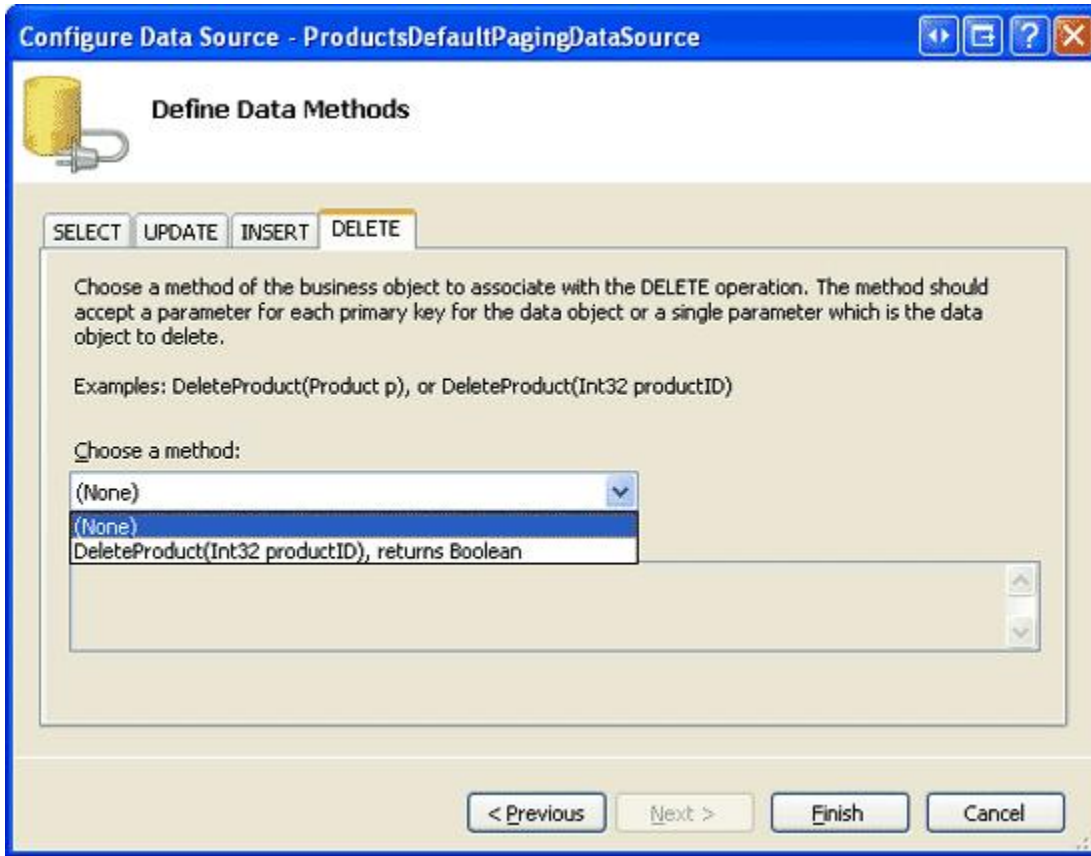 Configure Data Source - ProductsDefaultPagingDataSource
Define Data Methods
SELECT UPDATE INSERT DELETE
Choose a method of the business object to associate with the DELETE operation. The method should
accept a parameter for each primary key for the data object or a single parameter which is the data
object to delete.
Examples: DeleteProduct(Product p), or DeleteProduct(Int32 productID)
Choose a method:
(None)
(None)
DeleteProduct(Int32 productID), returns Boolean
< Previous Next > Finish Cancel